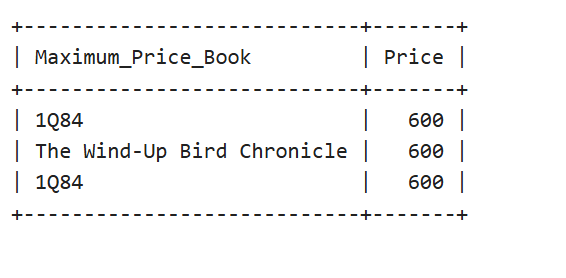 +----------------------------+-------+
| Maximum_Price_Book         | Price |
+----------------------------+-------+
| 1Q84                       |   600 |
| The Wind-Up Bird Chronicle |   600 |
| 1Q84                       |   600 |
+----------------------------+-------+